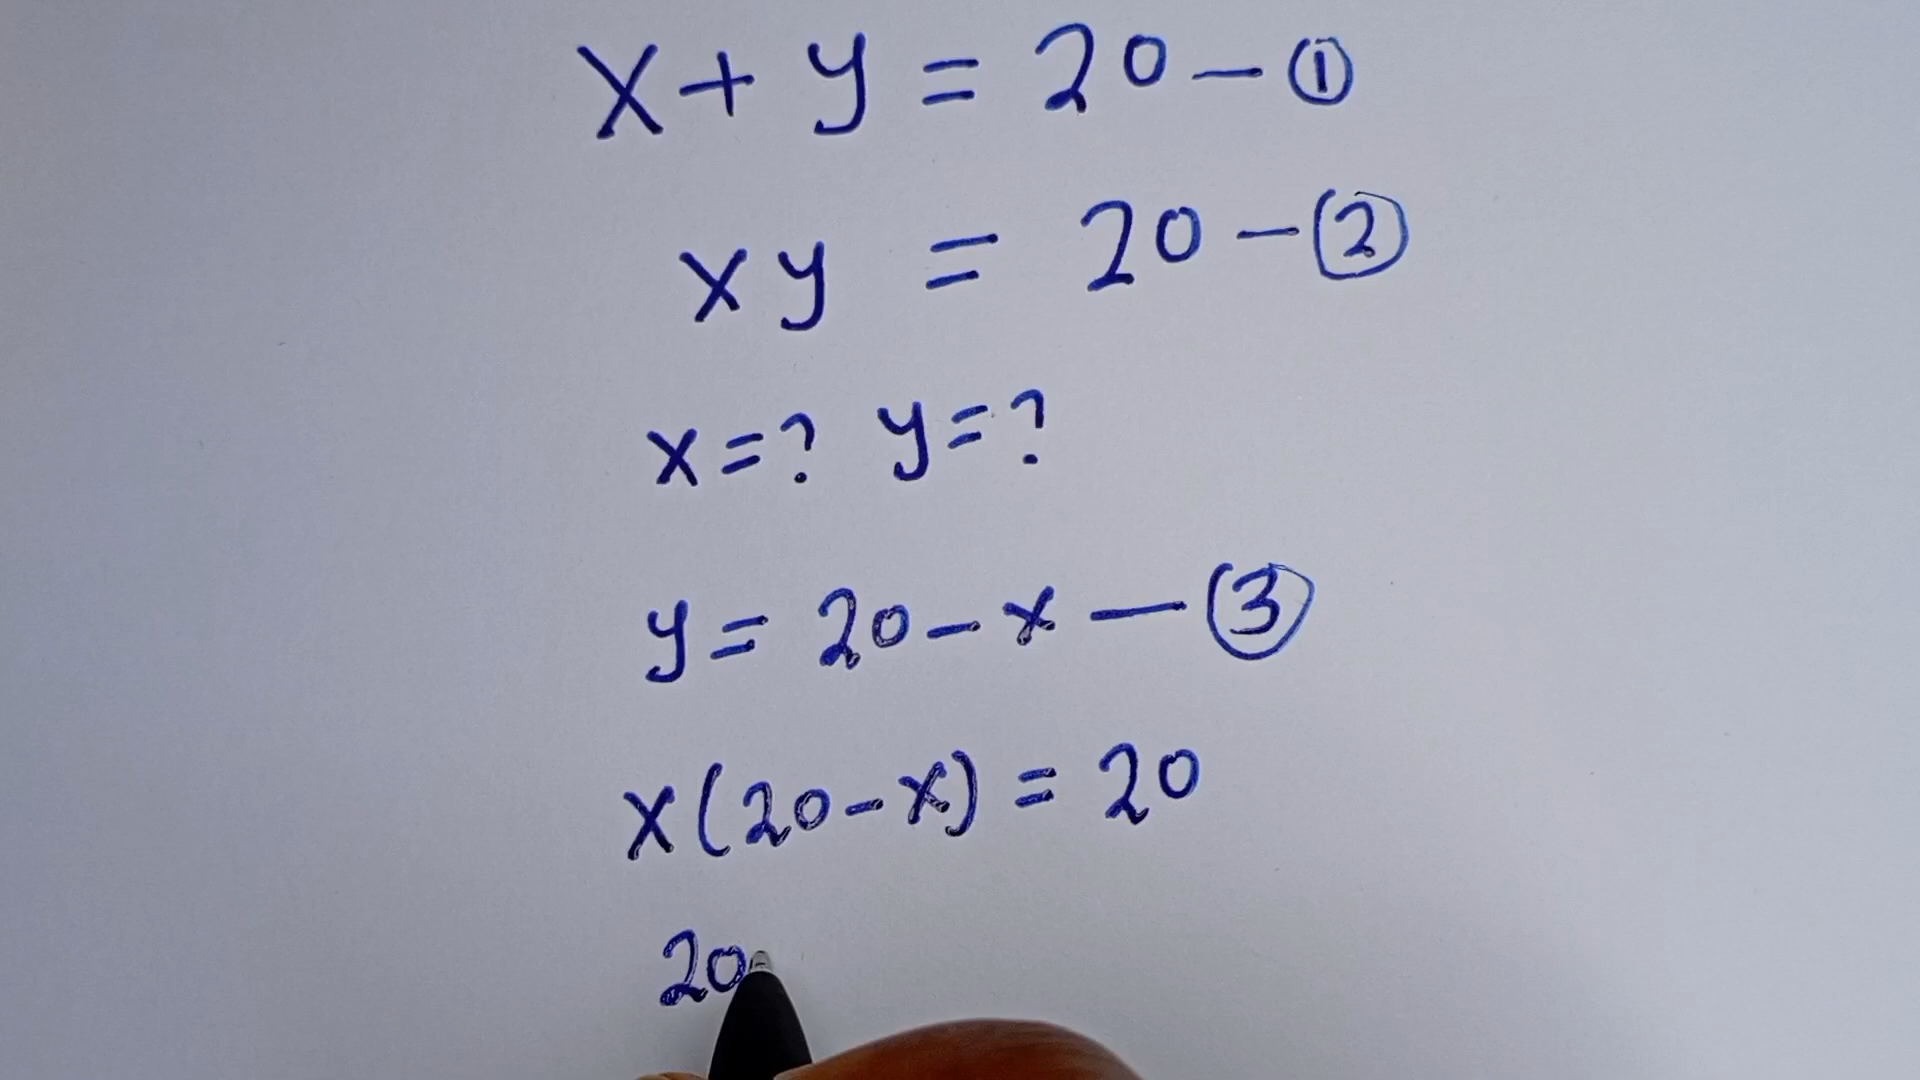 x + y = 20 — ①
xy = 20 — ②
x = ? y = ?
y = 20 - x — ③
x(20 - x) = 20
20